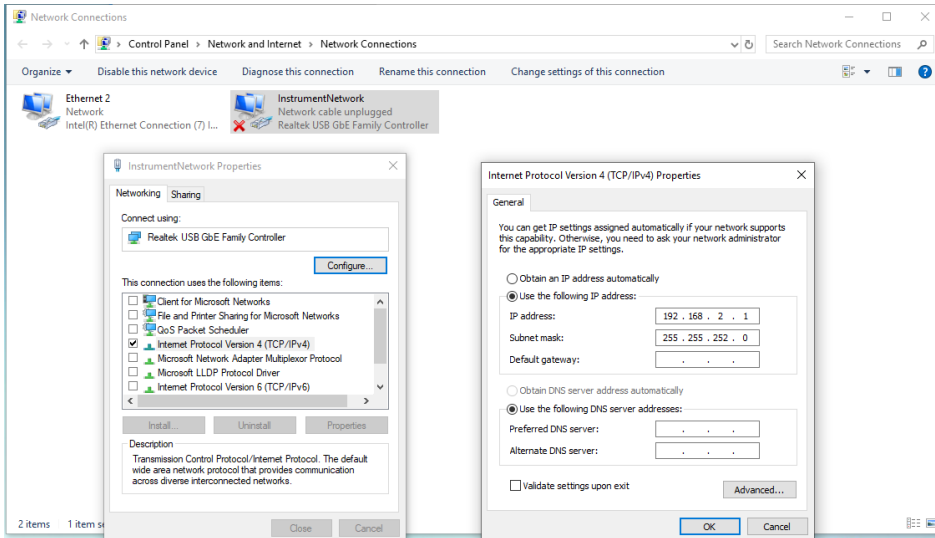 Network Connections
Control Panel > Network and Internet > Network Connections
Search Network Connections
Organize
Disable this network device
Diagnose this connection
Rename this connection
Change settings of this connection
Ethernet 2
Network
Intel(R) Ethernet Connection (7) I...
InstrumentNetwork
Network cable unplugged
Realtek USB GbE Family Controller
InstrumentNetwork Properties
Networking
Sharing
Connect using:
Realtek USB GbE Family Controller
Configure...
This connection uses the following items:
Client for Microsoft Networks
File and Printer Sharing for Microsoft Networks
QoS Packet Scheduler
Internet Protocol Version 4 (TCP/IPv4)
Microsoft Network Adapter Multiplexor Protocol
Microsoft LLDP Protocol Driver
Internet Protocol Version 6 (TCP/IPv6)
Install...
Uninstall
Properties
Description
Transmission Control Protocol/Internet Protocol. The default
wide area network protocol that provides communication
across diverse interconnected networks.
Close
Cancel
Internet Protocol Version 4 (TCP/IPv4) Properties
General
You can get IP settings assigned automatically if your network supports
this capability. Otherwise, you need to ask your network administrator
for the appropriate IP settings.
Obtain an IP address automatically
Use the following IP address:
IP address:
192 . 168 . 2 . 1
Subnet mask:
255 . 255 . 252 . 0
Default gateway:
. . .
Obtain DNS server address automatically
Use the following DNS server addresses:
Preferred DNS server:
. . .
Alternate DNS server:
. . .
Validate settings upon exit
Advanced...
OK
Cancel
2 items
1 item s